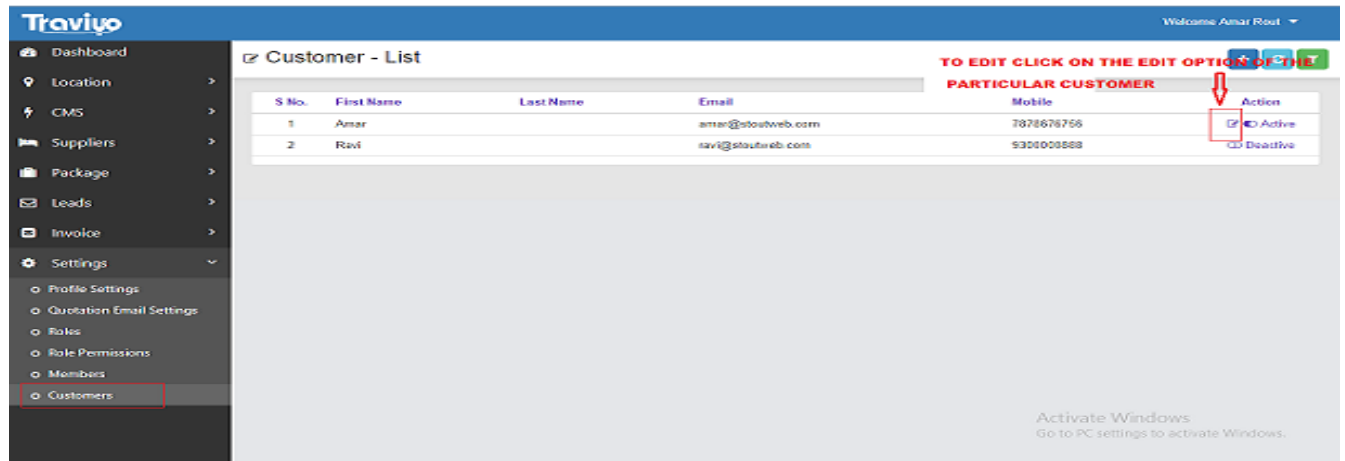 Traviyo
Welcome Amar Rout
Dashboard
Customer - List
TO EDIT CLICK ON THE EDIT OPTION OF THE
PARTICULAR CUSTOMER
Location
CMS
Suppliers
Package
Leads
Invoice
Settings
Profile Settings
Quotation Email Settings
Roles
Role Permissions
Members
Customers
S No. First Name Last Name Email Mobile Action
1 Amar amar@stoutweb.com 7878676756 Active
2 Ravi ravi@stoutweb.com Deactive
Activate Windows
Go to PC settings to activate Windows.